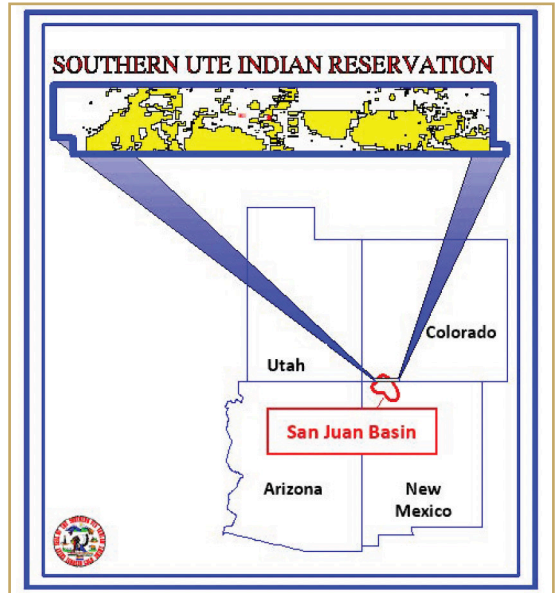 SOUTHERN UTE INDIAN RESERVATION
Colorado
Utah
San Juan Basin
Arizona
New
Mexico